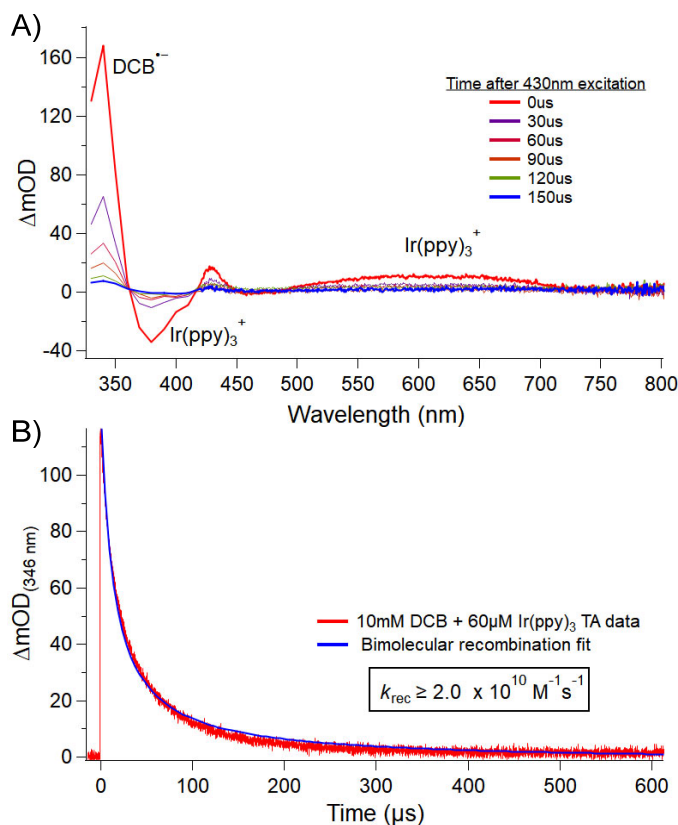 A)
160
120
80
40
0
-40
ΔmOD
DCB•−
Time after 430nm excitation
0us
30us
60us
90us
120us
150us
Ir(ppy)3+
Ir(ppy)3+
350 400 450 500 550 600 650 700 750 800
Wavelength (nm)
B)
100
80
60
40
20
0
ΔmOD(346 nm)
10mM DCB + 60µM Ir(ppy)3 TA data
Bimolecular recombination fit
krec ≥ 2.0 x 10^10 M−1s−1
0 100 200 300 400 500 600
Time (µs)